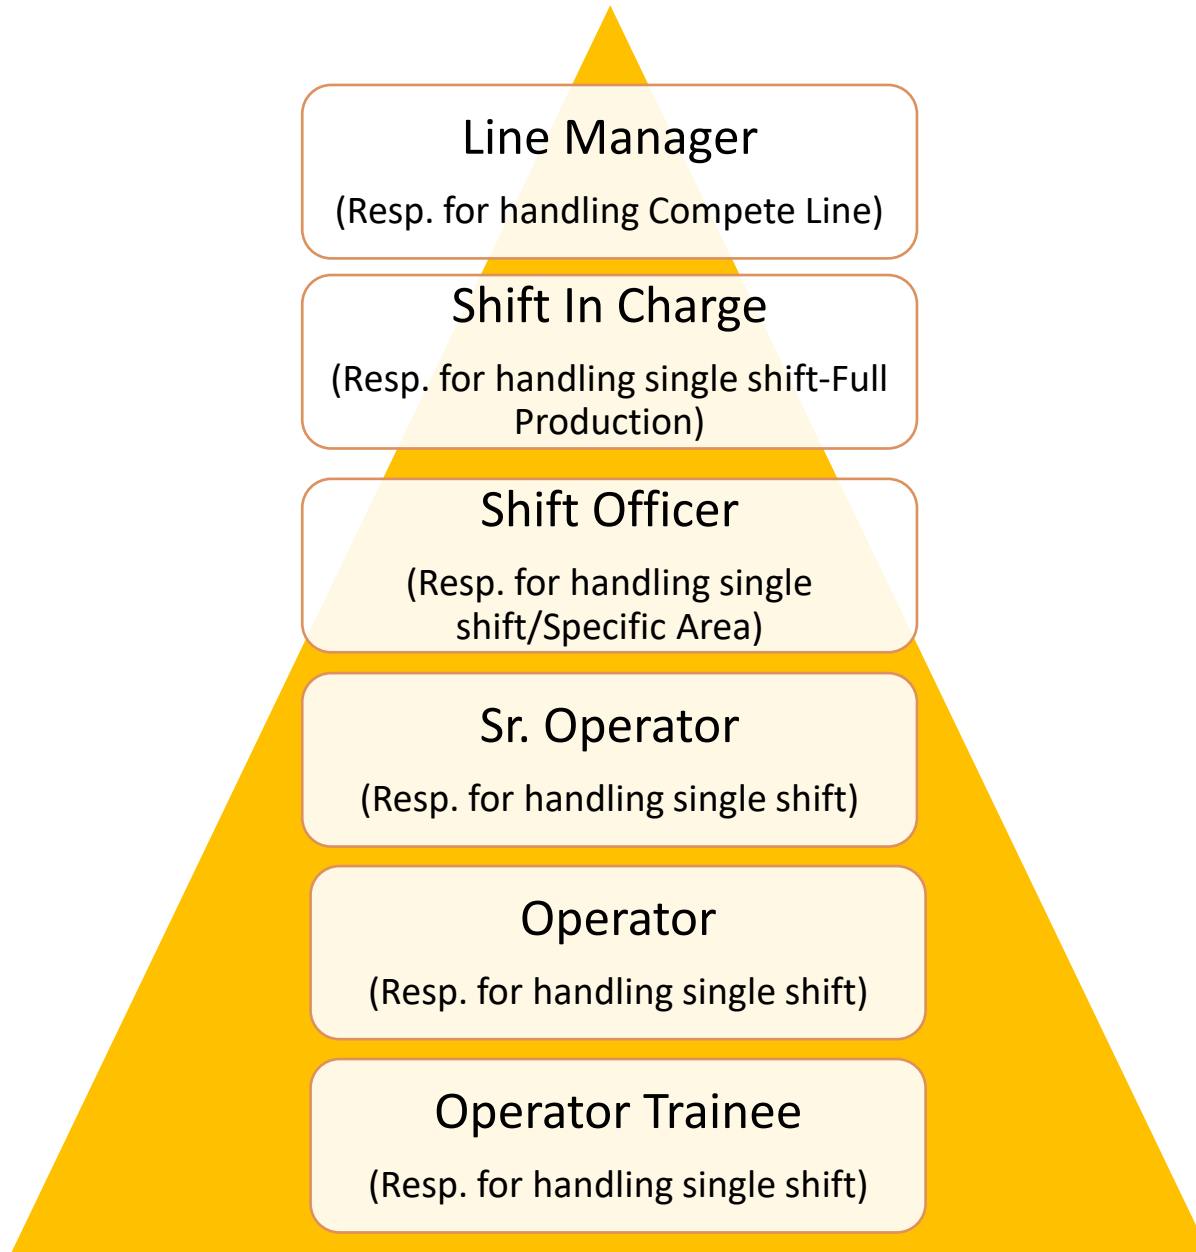 Line Manager
(Resp. for handling Compete Line)
Shift In Charge
(Resp. for handling single shift-Full
Production)
Shift Officer
(Resp. for handling single
shift/Specific Area)
Sr. Operator
(Resp. for handling single shift)
Operator
(Resp. for handling single shift)
Operator Trainee
(Resp. for handling single shift)